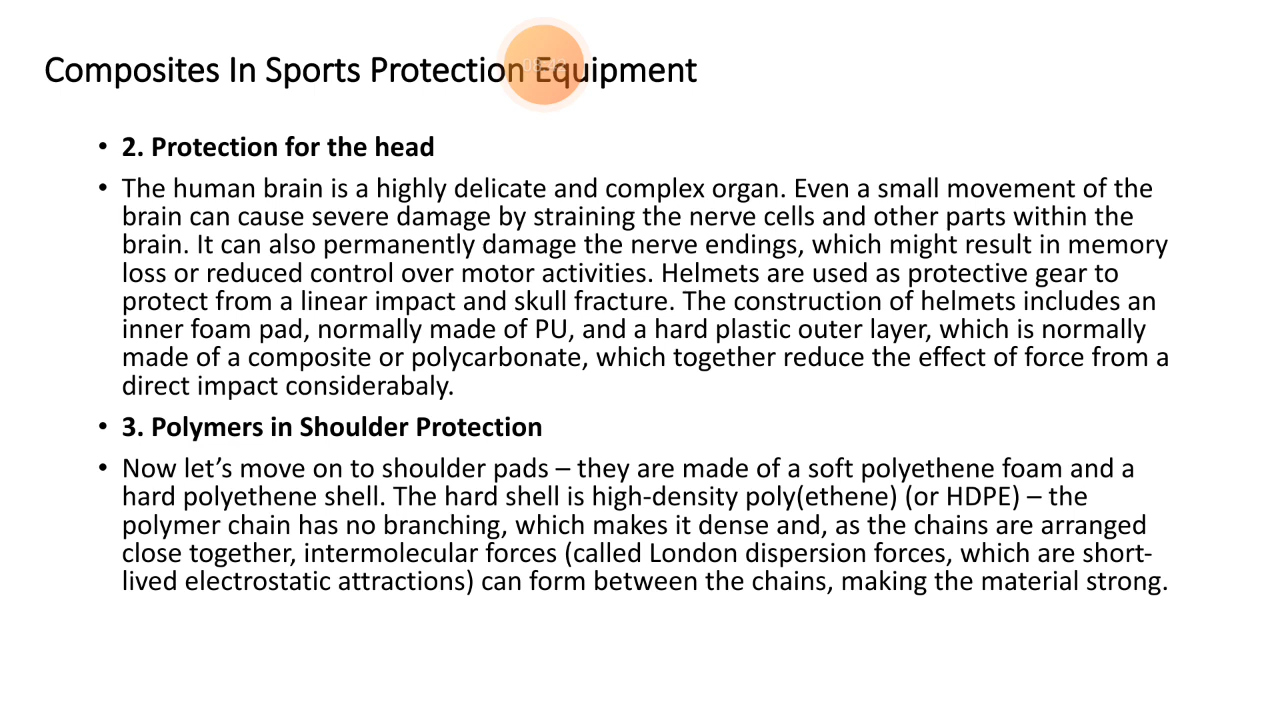 Composites In Sports Protection Equipment
• 2. Protection for the head
• The human brain is a highly delicate and complex organ. Even a small movement of the
brain can cause severe damage by straining the nerve cells and other parts within the
brain. It can also permanently damage the nerve endings, which might result in memory
loss or reduced control over motor activities. Helmets are used as protective gear to
protect from a linear impact and skull fracture. The construction of helmets includes an
inner foam pad, normally made of PU, and a hard plastic outer layer, which is normally
made of a composite or polycarbonate, which together reduce the effect of force from a
direct impact considerabaly.
• 3. Polymers in Shoulder Protection
• Now let’s move on to shoulder pads – they are made of a soft polyethene foam and a
hard polyethene shell. The hard shell is high-density poly(ethene) (or HDPE) – the
polymer chain has no branching, which makes it dense and, as the chains are arranged
close together, intermolecular forces (called London dispersion forces, which are short-
lived electrostatic attractions) can form between the chains, making the material strong.